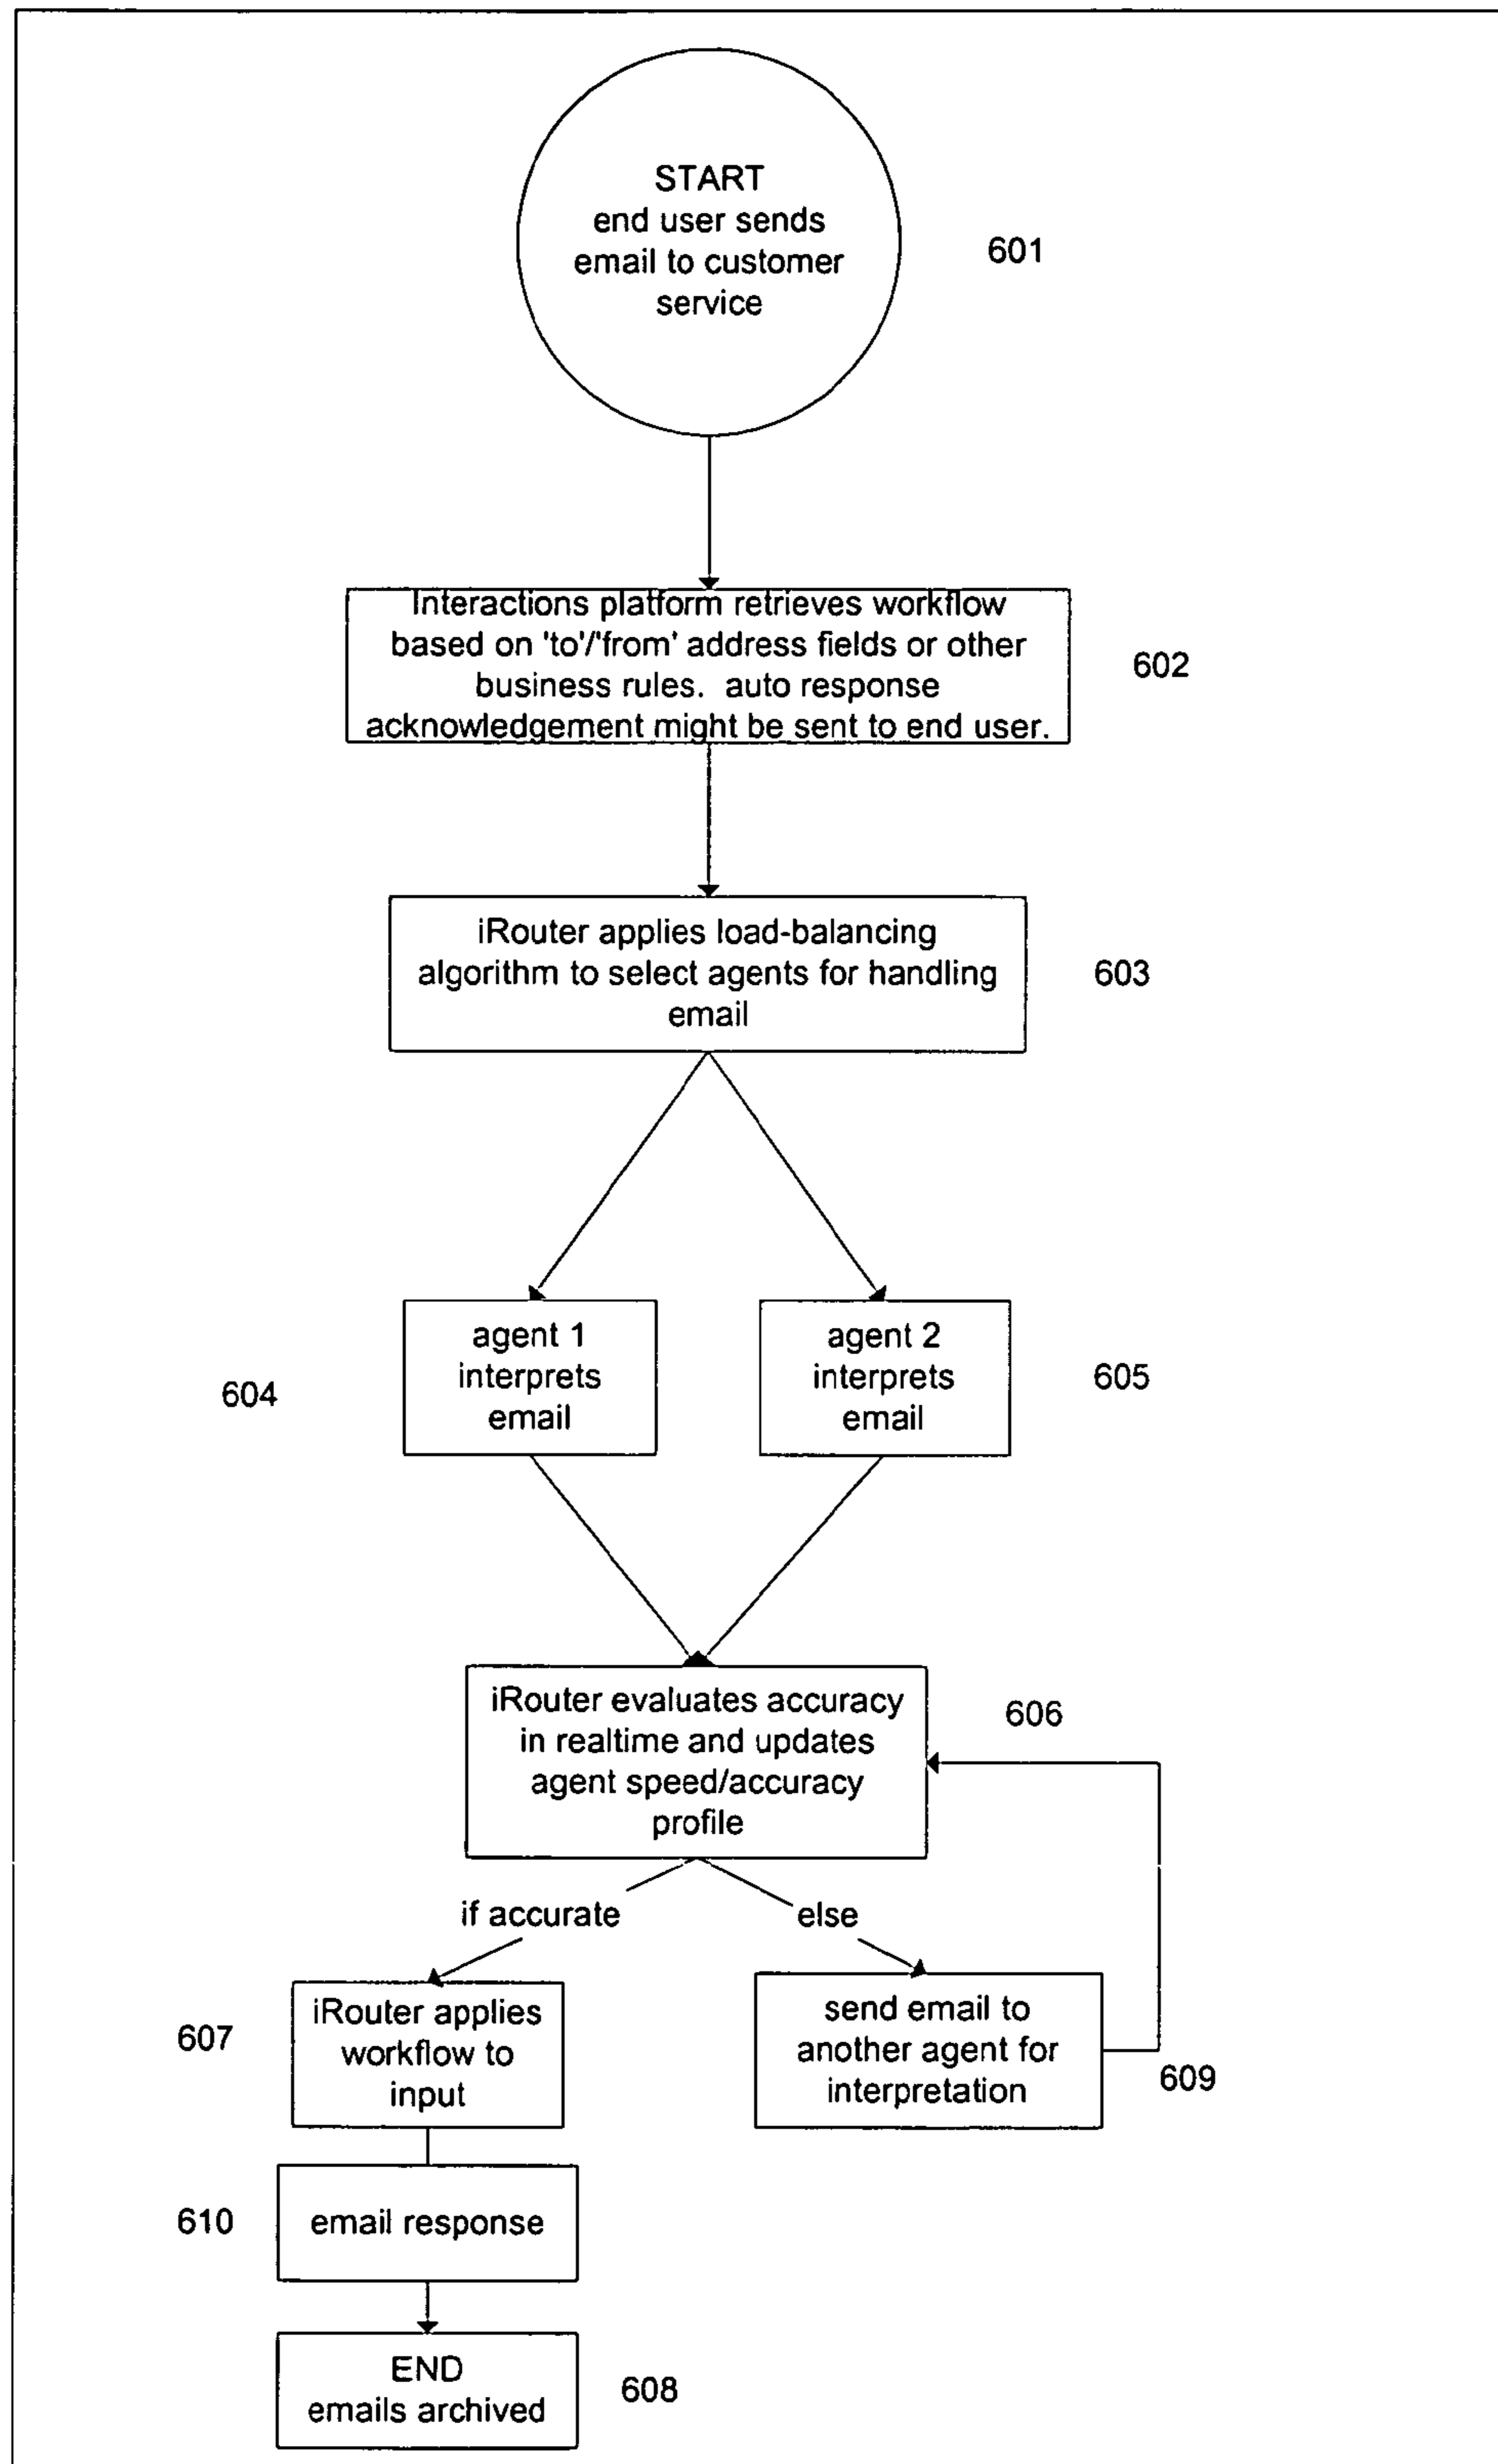 START
end user sends
email to customer
service
601
Interactions platform retrieves workflow
based on 'to'/'from' address fields or other
business rules.  auto response
acknowledgement might be sent to end user.
602
iRouter applies load-balancing
algorithm to select agents for handling
email
603
agent 1
interprets
email
604
agent 2
interprets
email
605
iRouter evaluates accuracy
in realtime and updates
agent speed/accuracy
profile
606
if accurate
else
iRouter applies
workflow to
input
607
send email to
another agent for
interpretation
609
email response
610
END
emails archived
608